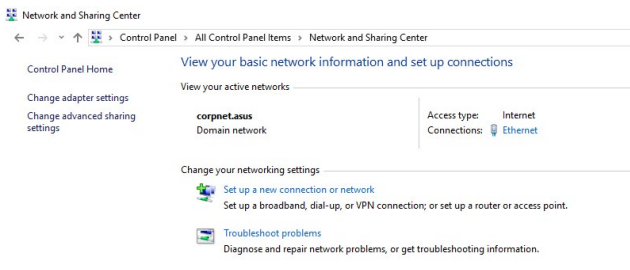 Network and Sharing Center
Control Panel > All Control Panel Items > Network and Sharing Center
Control Panel Home
Change adapter settings
Change advanced sharing
settings
View your basic network information and set up connections
View your active networks
corpnet.asus
Domain network
Access type: Internet
Connections: Ethernet
Change your networking settings
Set up a new connection or network
Set up a broadband, dial-up, or VPN connection; or set up a router or access point.
Troubleshoot problems
Diagnose and repair network problems, or get troubleshooting information.